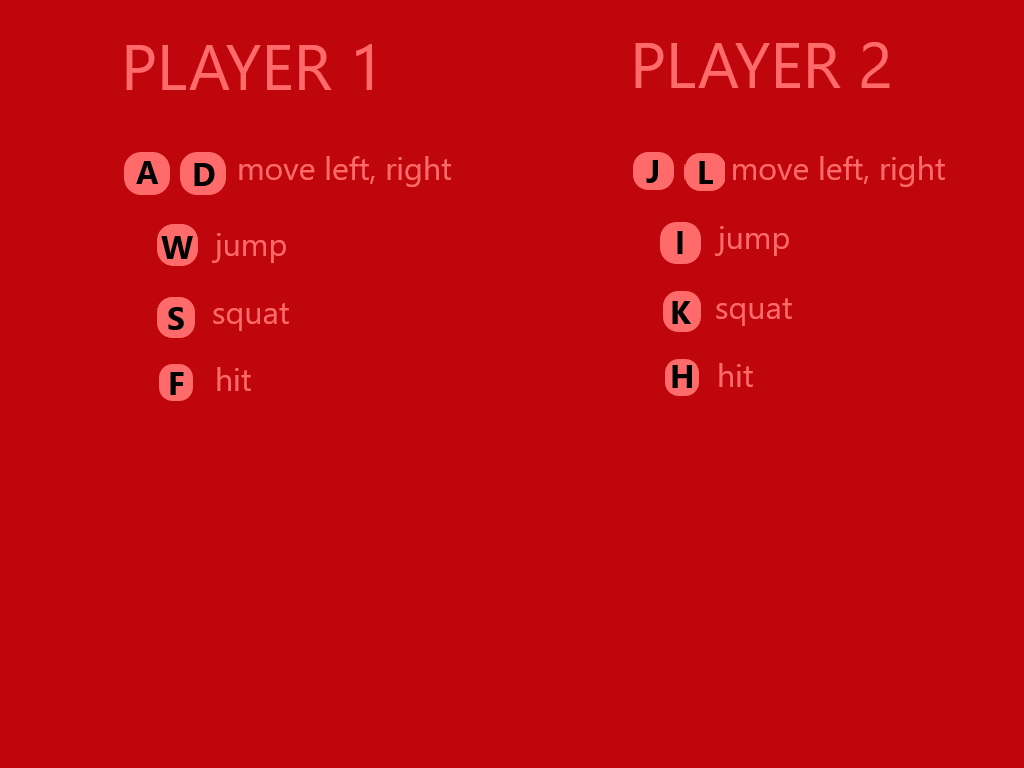 PLAYER 1
A D move left, right
W jump
S squat
F hit
PLAYER 2
J L move left, right
I jump
K squat
H hit